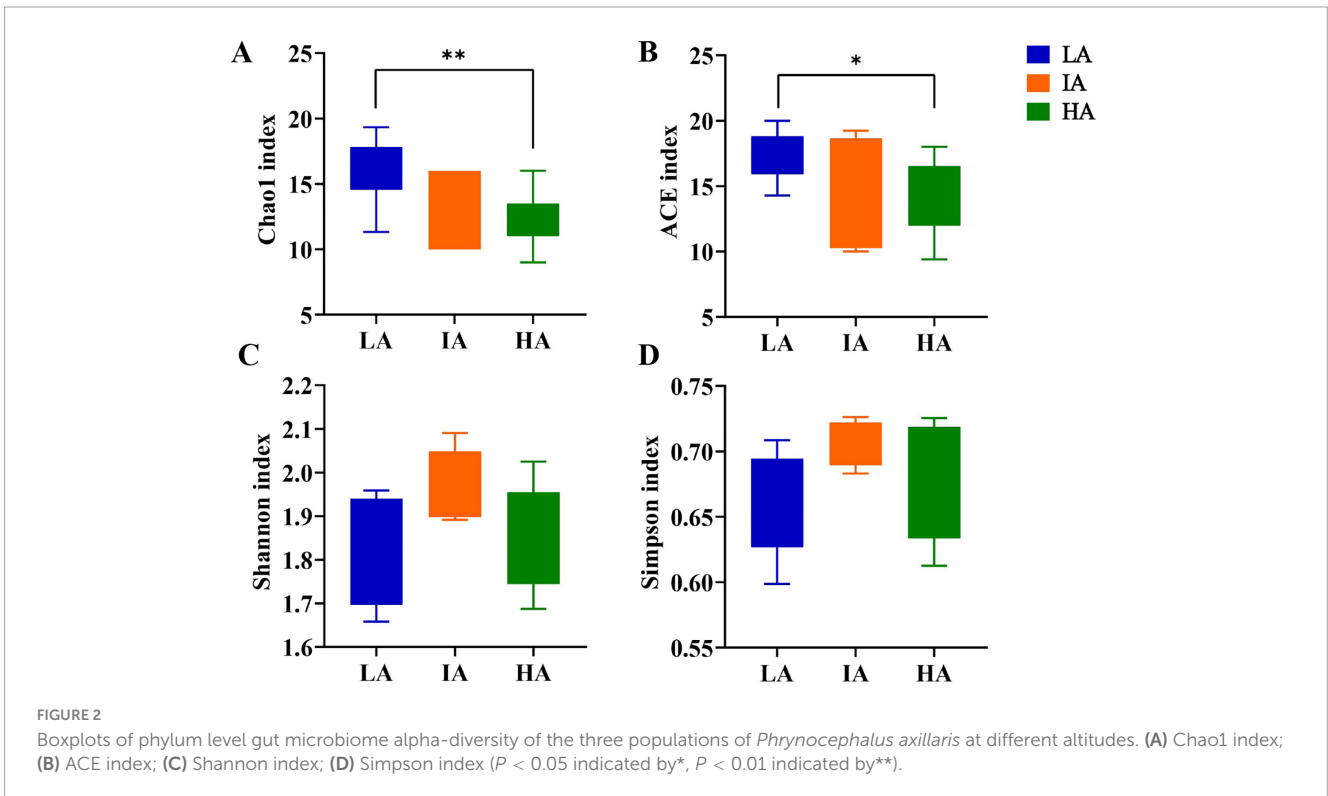 A
**
Chao1 index
25
20
15
10
5
LA IA HA
B
*
ACE index
25
20
15
10
5
LA IA HA
LA
IA
HA
C
Shannon index
2.2
2.1
2.0
1.9
1.8
1.7
1.6
LA IA HA
D
Simpson index
0.75
0.70
0.65
0.60
0.55
LA IA HA
FIGURE 2
Boxplots of phylum level gut microbiome alpha-diversity of the three populations of Phrynocephalus axillaris at different altitudes. (A) Chao1 index;
(B) ACE index; (C) Shannon index; (D) Simpson index (P < 0.05 indicated by*, P < 0.01 indicated by**).